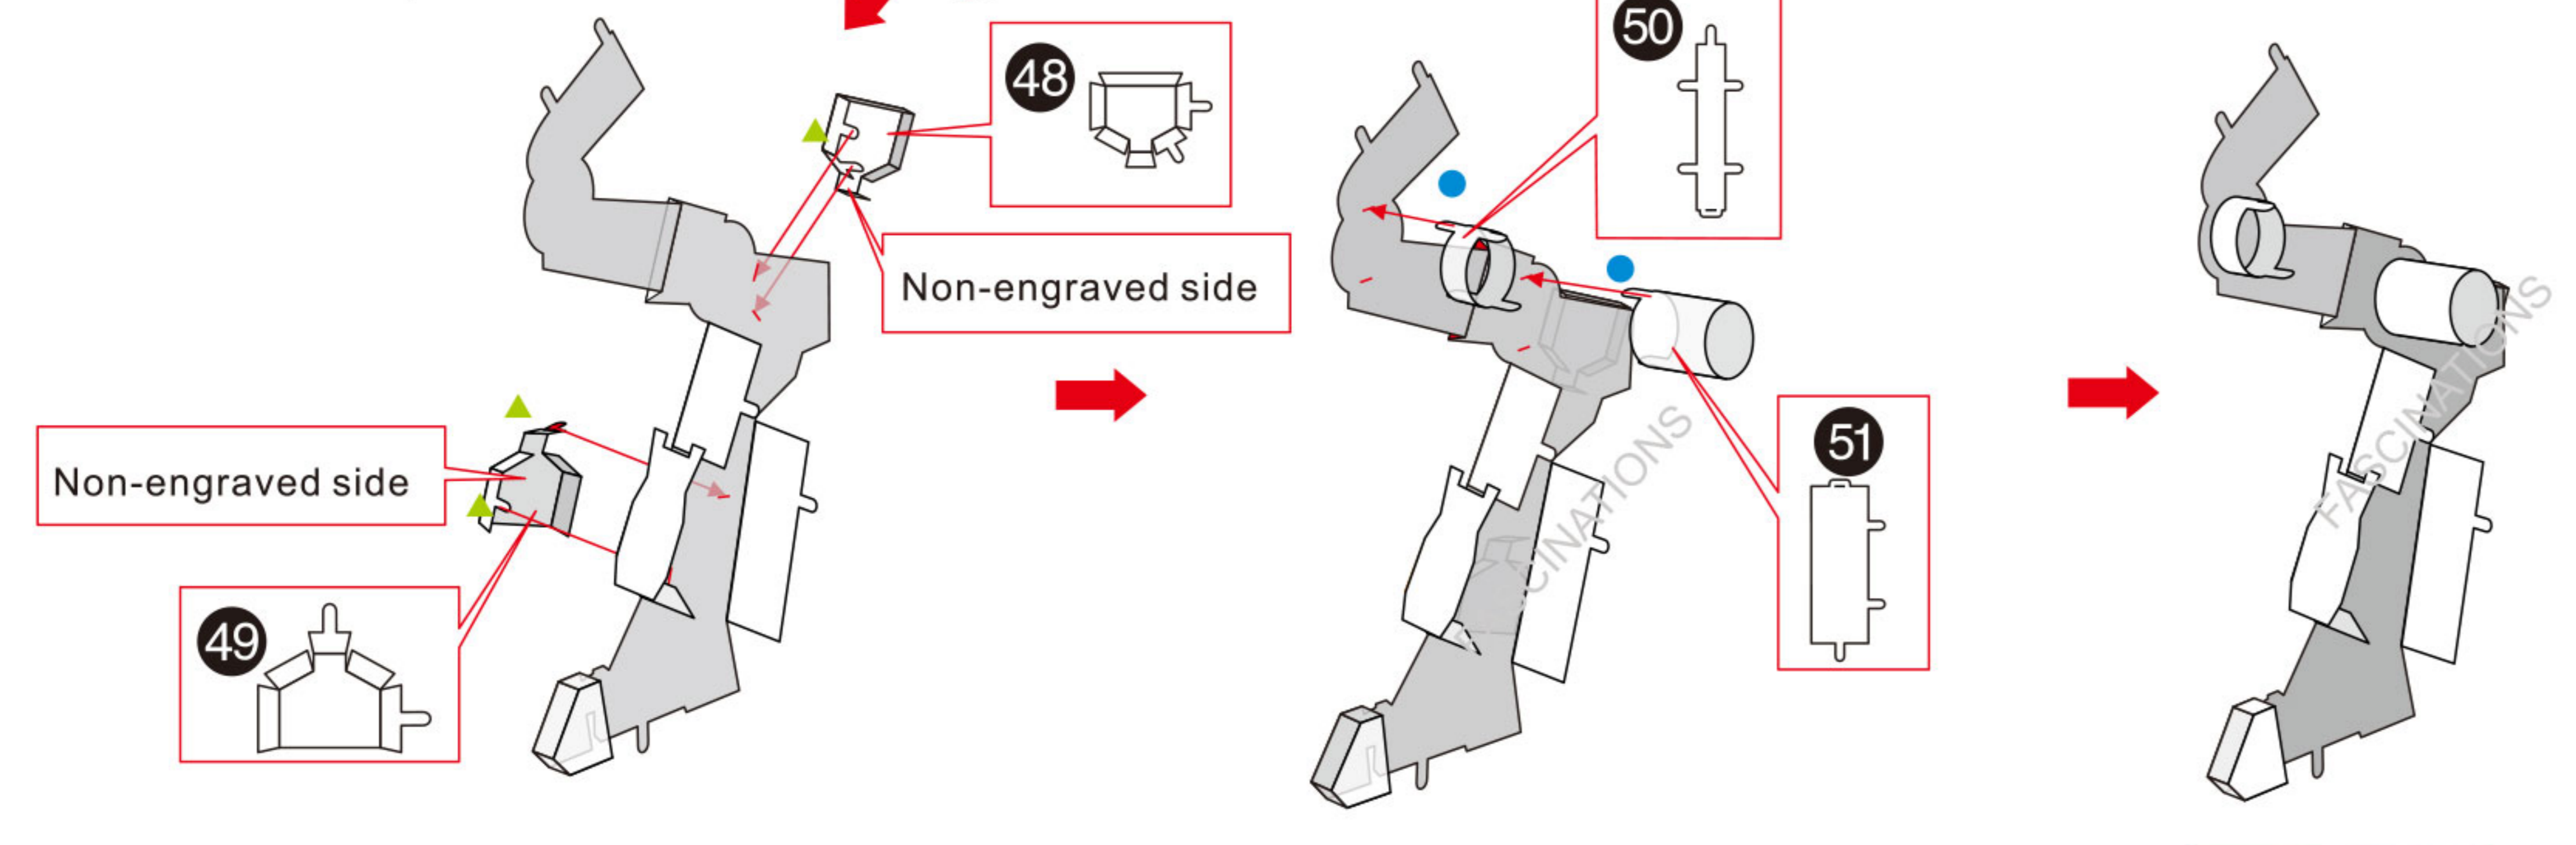 48
50
Non-engraved side
51
Non-engraved side
49
FASCINATIONS
FASCINATIONS